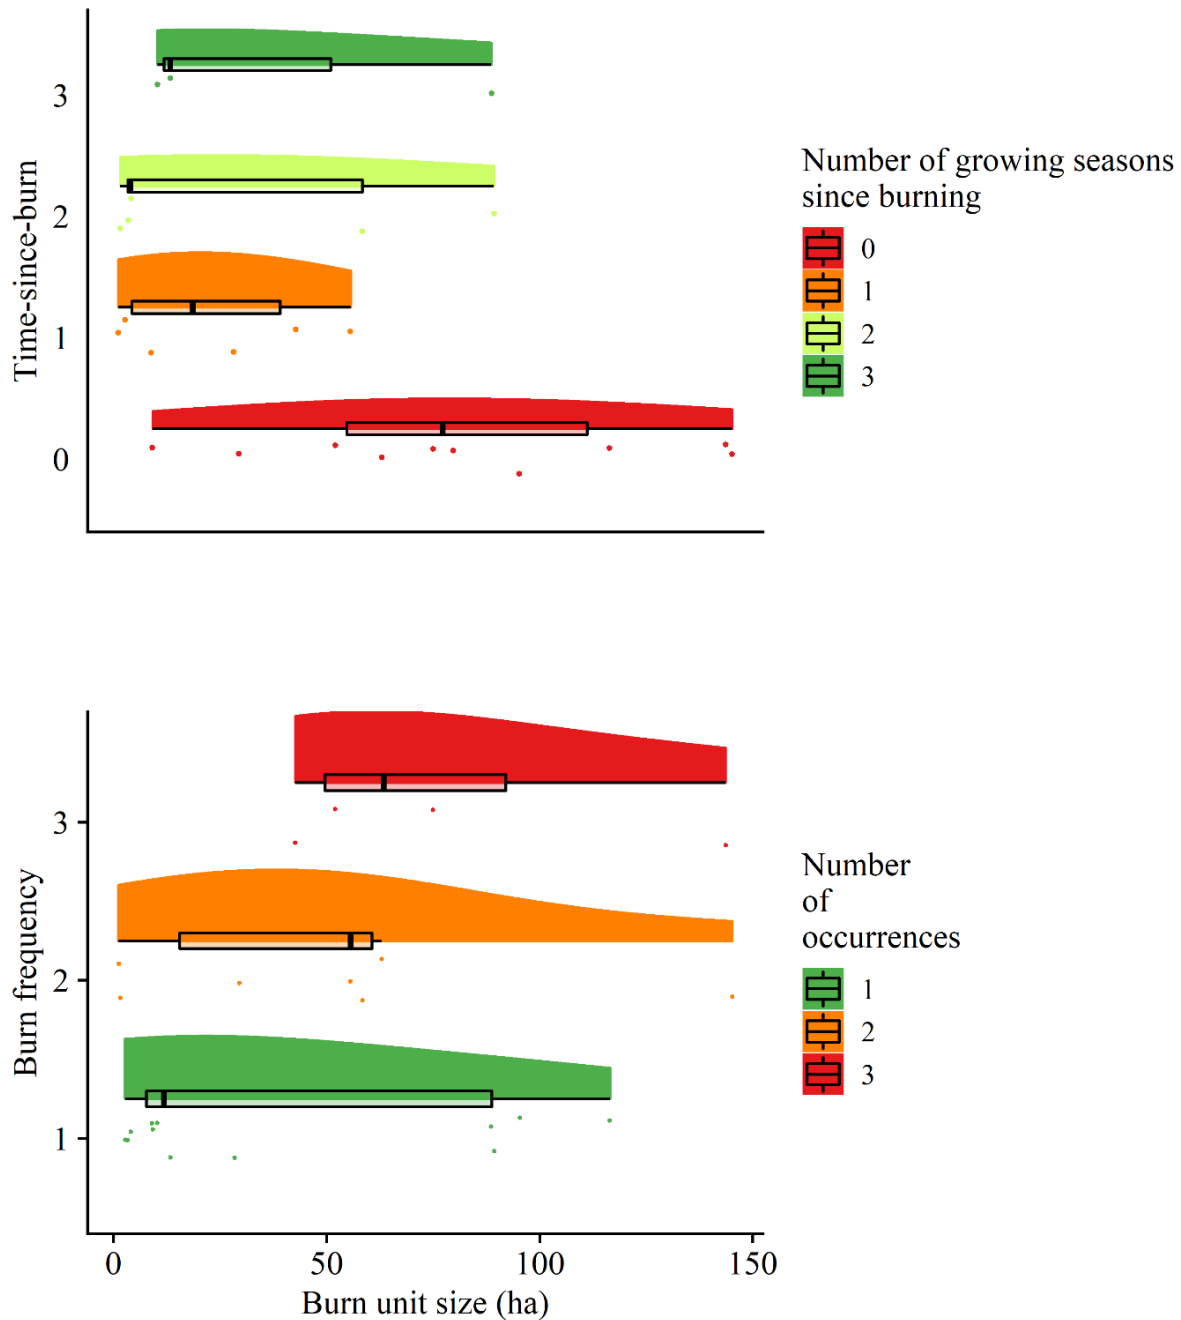 Time-since-burn
3
2
1
0
Number of growing seasons
since burning
0
1
2
3
Burn frequency
3
2
1
0
50
100
150
Burn unit size (ha)
Number
of
occurrences
1
2
3